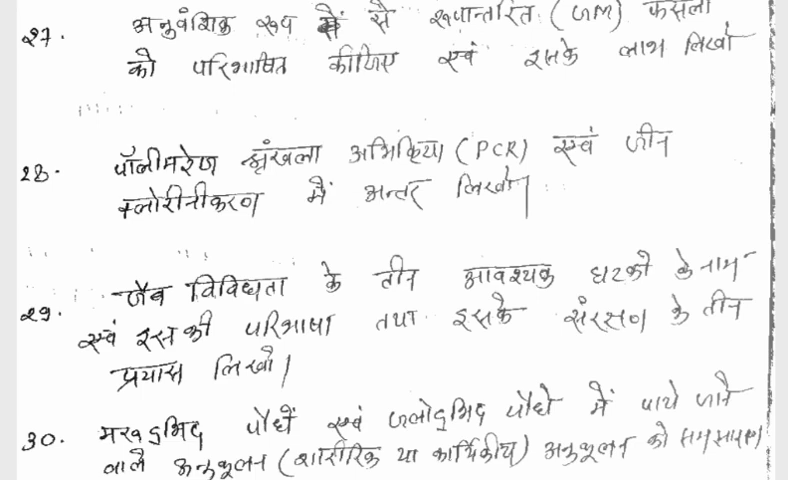 27. अनुवंशिक रूप में से रूपान्तरित (GM) फसलो
को परिभाषित कीजिए एवं इसके लाभ लिखो
28. पॉलीमरेज श्रृंखला अभिक्रिया (PCR) एवं जीन
क्लोरीनीकरण में अन्तर लिखो।
29. जैव विविधता के तीन आवश्यक घटको के नाम
एवं इस की परिभाषा तथा इसके संरक्षण के तीन
प्रयास लिखो।
30. मरुद्भिद पौधें एवं जलोद्भिद पौधे में पाये जाने
वाले अनुकूलन (शारीरिक या कार्यिकीय) अनुकूलन को